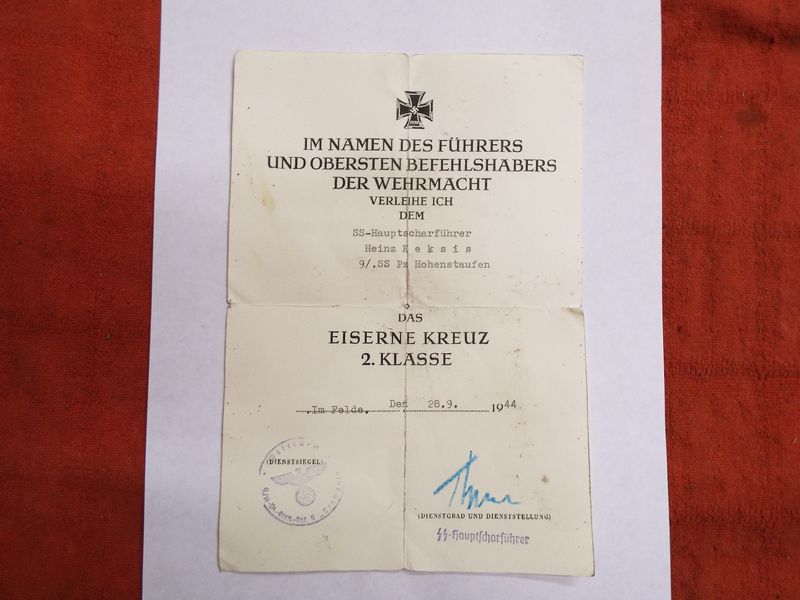 IM NAMEN DES FÜHRERS
UND OBERSTEN BEFEHLSHABERS
DER WEHRMACHT
VERLEIHE ICH
DEM
SS-Hauptscharführer
Heinz K e k s i s
9/.SS Pz Hohenstaufen
DAS
EISERNE KREUZ
2. KLASSE
.Im Felde. Den 28.9. 1944
(DIENSTSIEGEL)
(DIENSTGRAD UND DIENSTSTELLUNG)
SS-Hauptscharführer